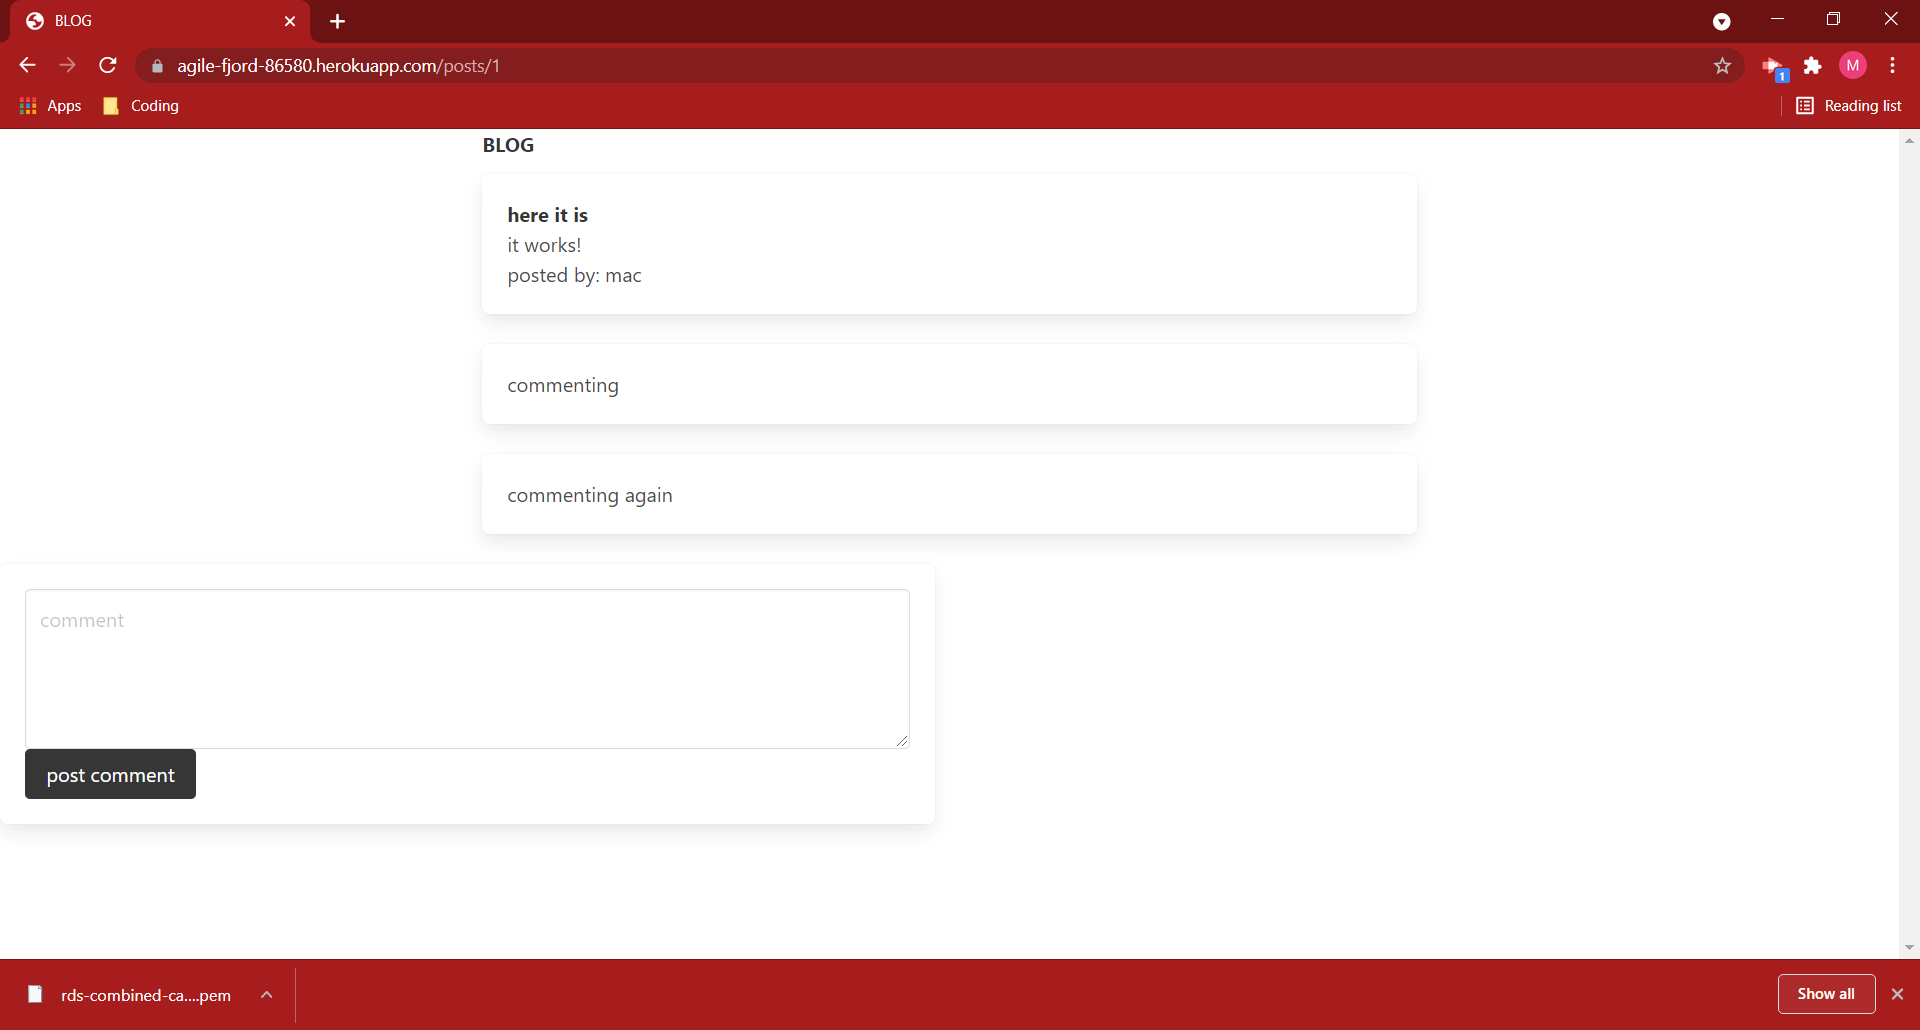 BLOG
agile-fjord-86580.herokuapp.com/posts/1
1
M
Apps
Coding
Reading list
BLOG
here it is
it works!
posted by: mac
commenting
commenting again
comment
post comment
rds-combined-ca....pem
Show all